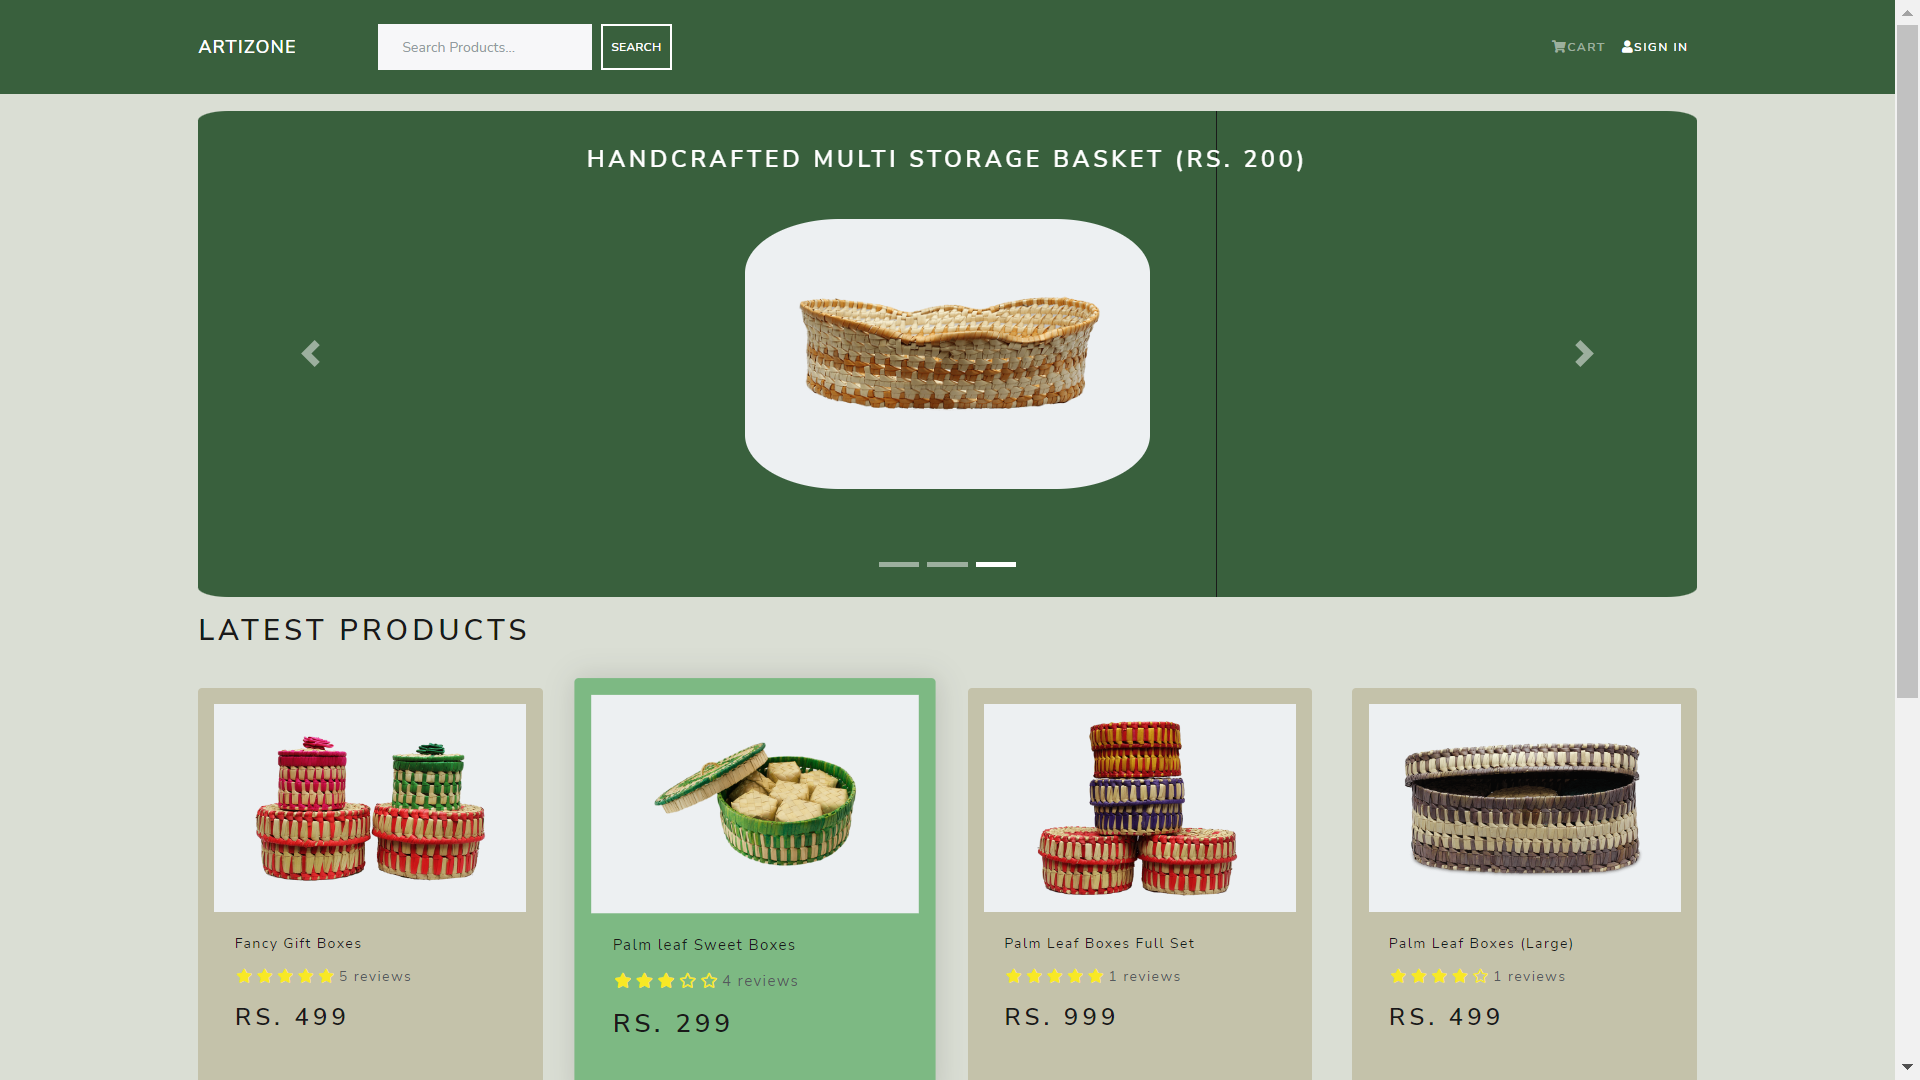 ARTIZONE
Search Products...
SEARCH
CART
SIGN IN
HANDCRAFTED MULTI STORAGE BASKET (RS. 200)
LATEST PRODUCTS
Fancy Gift Boxes
5 reviews
RS. 499
Palm leaf Sweet Boxes
4 reviews
RS. 299
Palm Leaf Boxes Full Set
1 reviews
RS. 999
Palm Leaf Boxes (Large)
1 reviews
RS. 499